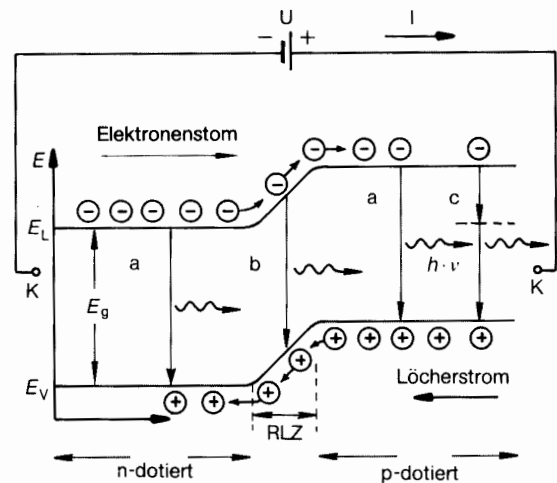 U
− + I
Elektronenstom
E
a c
E_L
a b
h·ν
K K
E_g
E_V
Löcherstrom
RLZ
n-dotiert p-dotiert